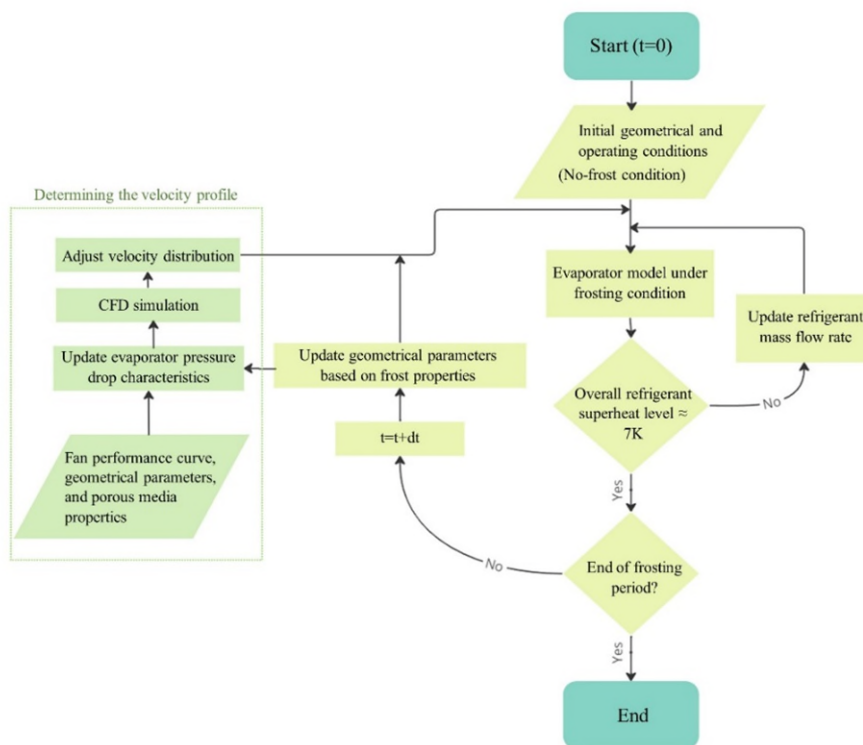 Start (t=0)
Initial geometrical and
operating conditions
(No-frost condition)
Determining the velocity profile
Adjust velocity distribution
CFD simulation
Update evaporator pressure
drop characteristics
Fan performance curve,
geometrical parameters,
and porous media
properties
Update geometrical parameters
based on frost properties
t=t+dt
Evaporator model under
frosting condition
Update refrigerant
mass flow rate
Overall refrigerant
superheat level ≈
7K
No
Yes
End of frosting
period?
No
Yes
End